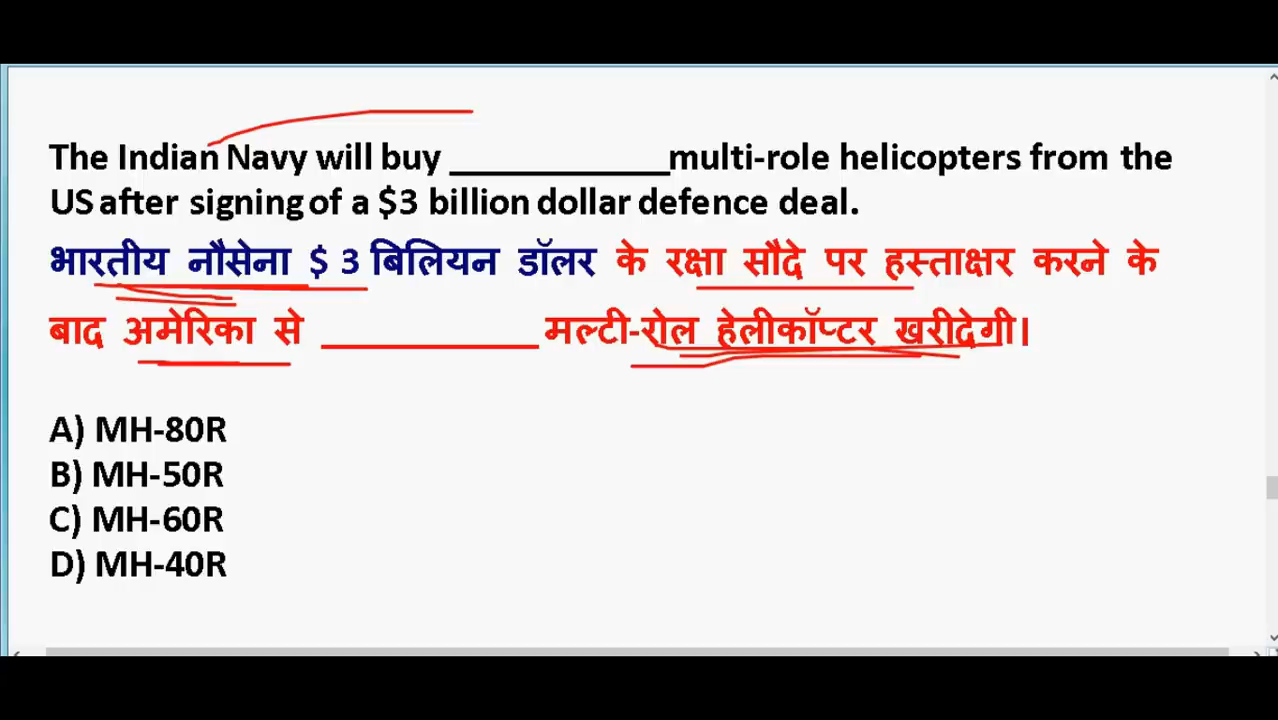 The Indian Navy will buy ___________multi-role helicopters from the
US after signing of a $3 billion dollar defence deal.
भारतीय नौसेना $ 3 बिलियन डॉलर के रक्षा सौदे पर हस्ताक्षर करने के
बाद अमेरिका से ___________ मल्टी-रोल हेलीकॉप्टर खरीदेगी।
A) MH-80R
B) MH-50R
C) MH-60R
D) MH-40R